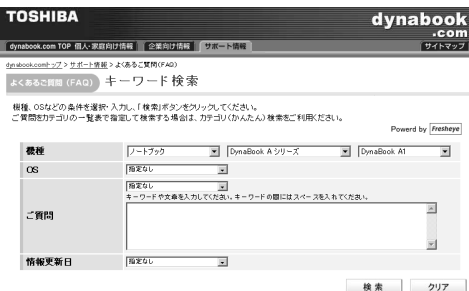 TOSHIBA
dynabook
.com
dynabook.com TOP 個人・家庭向け情報 企業向け情報 サポート情報 サイトマップ
dynabook.comトップ > サポート情報 > よくあるご質問(FAQ)
よくあるご質問 (FAQ) キーワード検索
機種、OSなどの条件を選択・入力し、「検索」ボタンをクリックしてください。
ご質問をカテゴリの一覧表で指定して検索する場合は、カテゴリ(かんたん)検索をご利用ください。
Powerd by Fresheye
機種 ノートブック DynaBook A シリーズ DynaBook A1
OS 指定なし
指定なし
キーワードや文章を入力してください。キーワードの間にはスペースを入れてください。
ご質問
情報更新日 指定なし
検 索 クリア